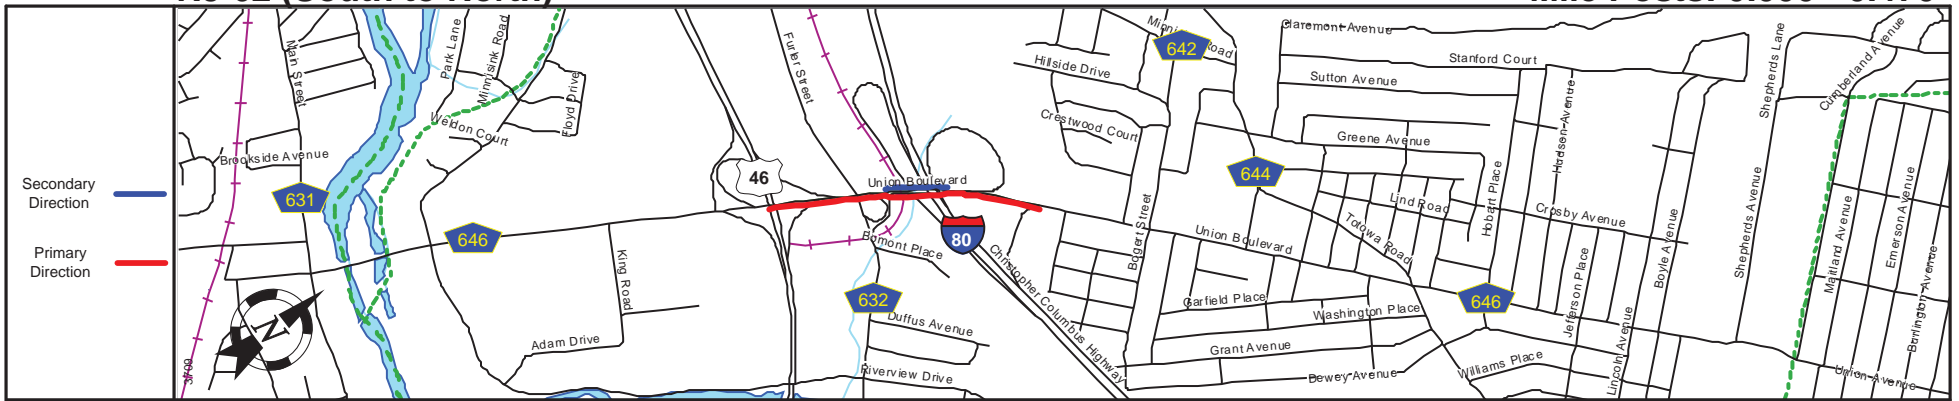 Secondary
Direction
Primary
Direction
Main Street
Park Lane
Minnisink Road
Floyd Drive
Weldon Court
Brookside Avenue
631
646
King Road
Adam Drive
3709
46
Furler Street
Union Boulevard
80
Bomont Place
632
Duffus Avenue
Riverview Drive
Christopher Columbus Highway
Hillside Drive
Crestwood Court
642
644
Bogert Street
Union Boulevard
Garfield Place
Washington Place
Grant Avenue
Dewey Avenue
Claremont Avenue
Stanford Court
Sutton Avenue
Greene Avenue
Lind Road
Totowa Road
Hobart Place
Hudson Avenue
Crosby Avenue
646
Williams Place
Jefferson Place
Lincoln Avenue
Boyle Avenue
Shepherds Lane
Shepherds Avenue
Cumberland Avenue
Maitland Avenue
Emerson Avenue
Burlington Avenue
Union Avenue
N